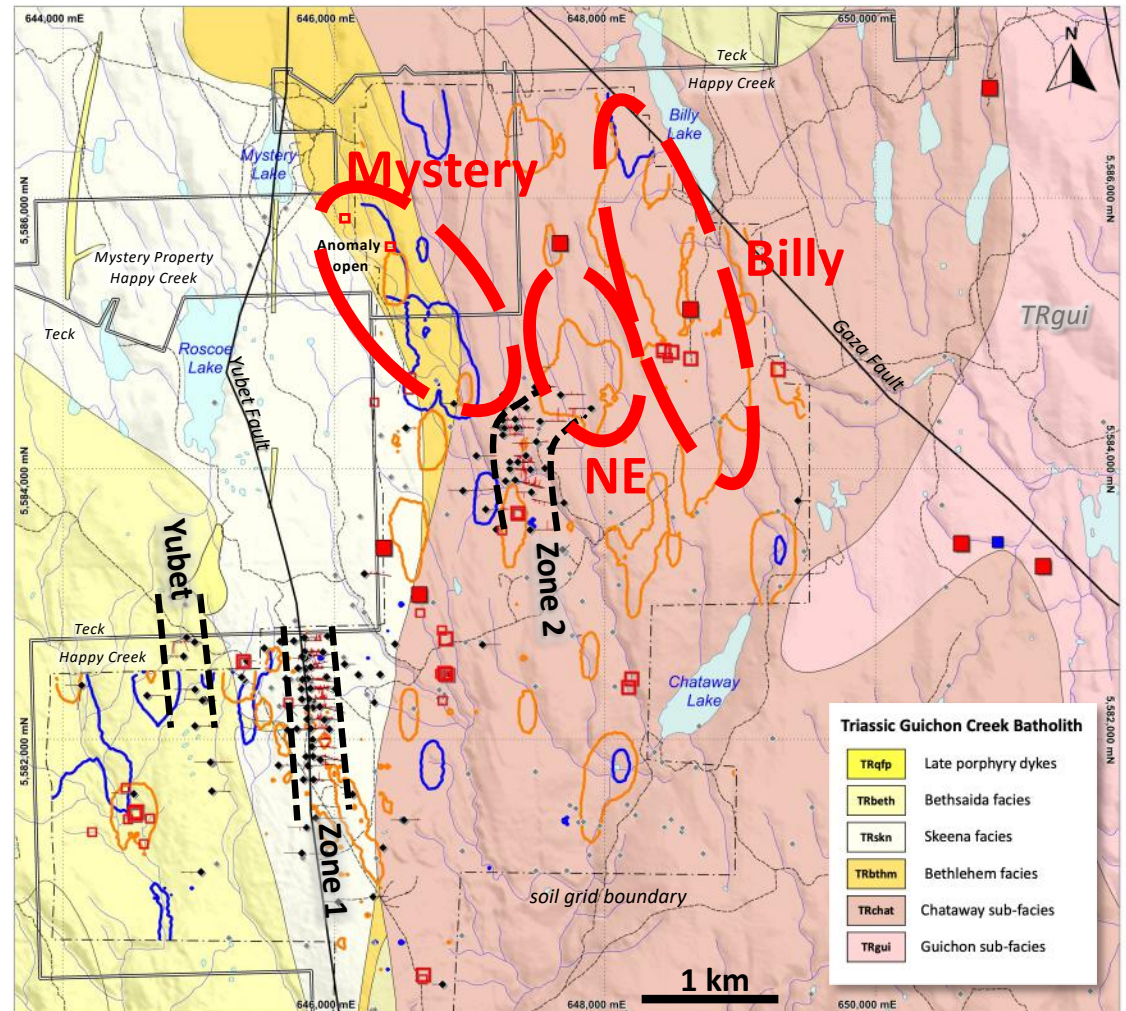 644,000 mE
646,000 mE
648,000 mE
650,000 mE
N
Teck
Happy Creek
Billy
Lake
Mystery
Lake
Mystery
5,586,000 mN
5,586,000 mN
Anomaly
open
Mystery Property
Happy Creek
Billy
TRgui
Teck
Roscoe
Lake
Yubet Fault
Gaza Fault
NE
5,584,000 mN
5,584,000 mN
Yubet
Zone 2
Teck
Happy Creek
Chataway
Lake
5,582,000 mN
5,582,000 mN
Zone 1
soil grid boundary
Triassic Guichon Creek Batholith
TRqfp Late porphyry dykes
TRbeth Bethsaida facies
TRskn Skeena facies
TRbthm Bethlehem facies
TRchat Chataway sub-facies
TRgui Guichon sub-facies
1 km
646,000 mE
648,000 mE
650,000 mE